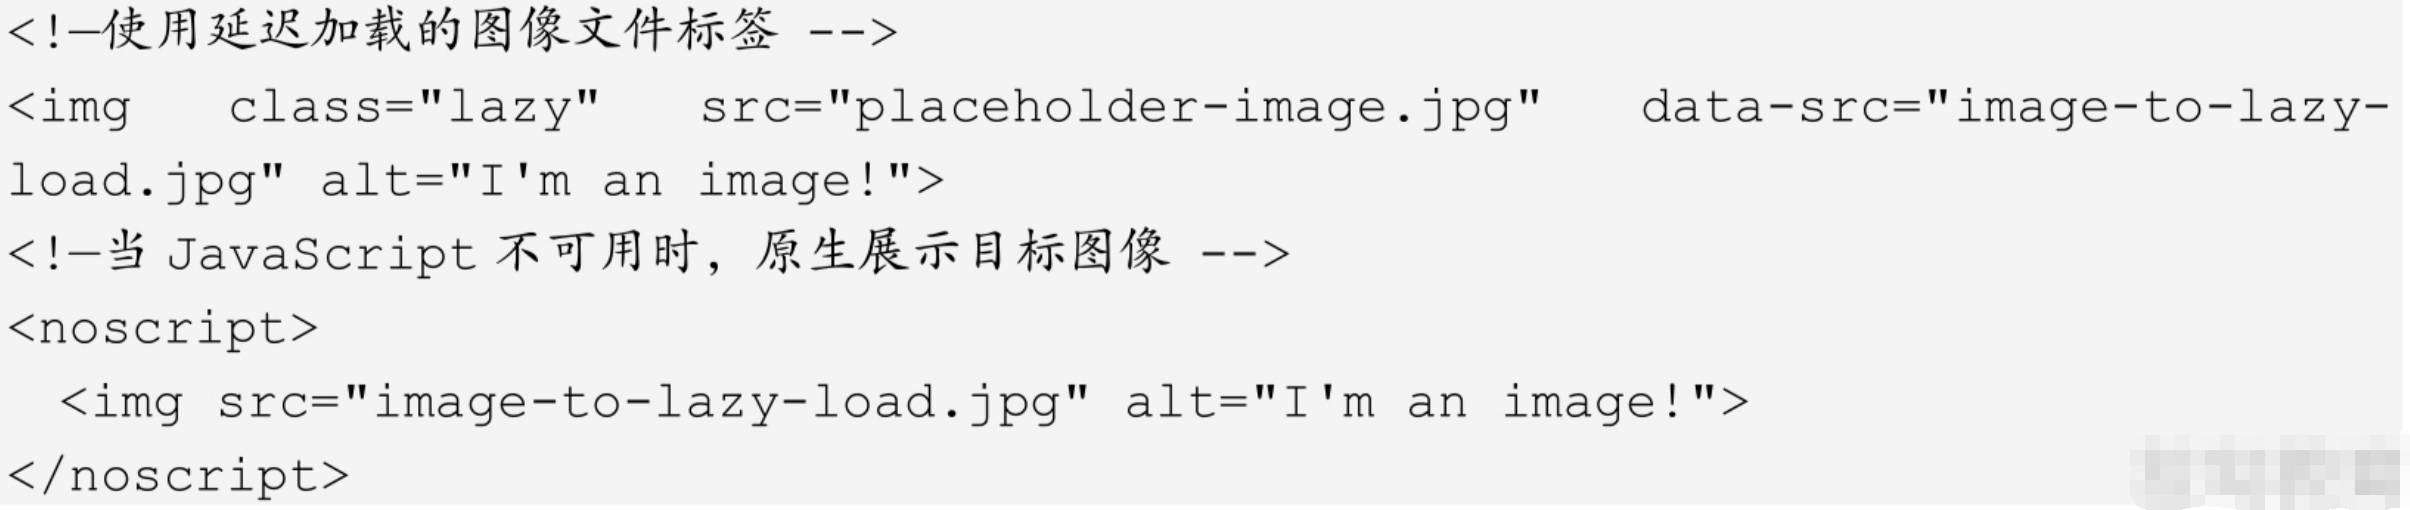 <!—使用延迟加载的图像文件标签 -->
<img class="lazy" src="placeholder-image.jpg" data-src="image-to-lazy-
load.jpg" alt="I'm an image!">
<!—当 JavaScript 不可用时，原生展示目标图像 -->
<noscript>
  <img src="image-to-lazy-load.jpg" alt="I'm an image!">
</noscript>